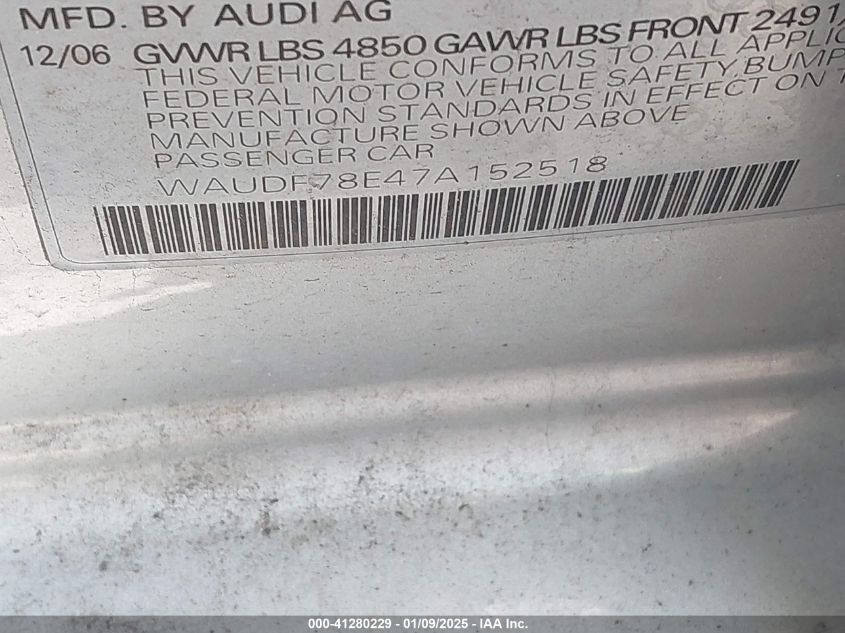 MFD. BY AUDI AG
12/06 GVWR LBS 4850 GAWR LBS FRONT 2491
THIS VEHICLE CONFORMS TO ALL
FEDERAL MOTOR VEHICLE SAFETY, BUMP
PREVENTION STANDARDS IN EFFECT ON
MANUFACTURE SHOWN ABOVE
PASSENGER CAR
WAUDF78E47A152518
000-41280229 - 01/09/2025 - IAA Inc.